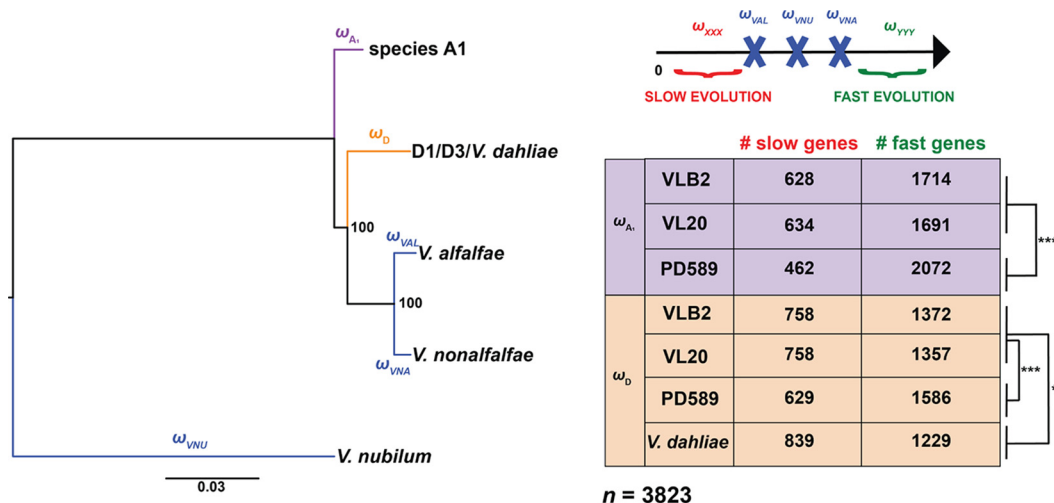 ωA1
species A1
ωD
D1/D3/V. dahliae
100
ωVAL
V. alfalfae
100
V. nonalfalfae
ωVNA
ωVNU
V. nubilum
0.03
ωXXX ωVAL ωVNU ωVNA ωYYY
0
SLOW EVOLUTION FAST EVOLUTION
# slow genes # fast genes
ωA1
VLB2 628 1714
VL20 634 1691
PD589 462 2072
***
ωD
VLB2 758 1372
VL20 758 1357
PD589 629 1586
V. dahliae 839 1229
***
n = 3823